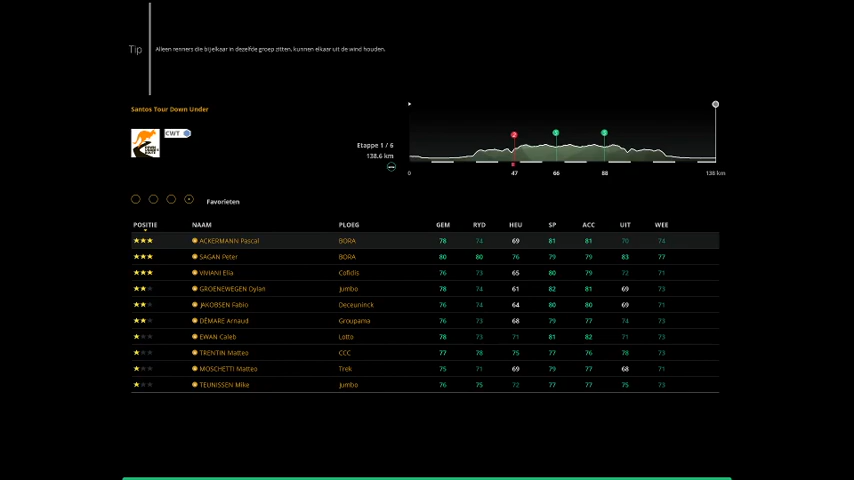 Tip
Alleen renners die bij elkaar in dezelfde groep zitten, kunnen elkaar uit de wind houden.
Santos Tour Down Under
CWT
Etappe 1 / 6
138.6 km
2
1
0
47
66
88
138 km
Favorieten
POSITIE NAAM PLOEG GEM RYD HEU SP ACC UIT WEE
ACKERMANN Pascal BORA 78 74 69 81 81 70 74
SAGAN Peter BORA 80 80 76 79 79 83 77
VIVIANI Elia Cofidis 76 73 65 80 79 72 71
GROENEWEGEN Dylan Jumbo 78 74 61 82 81 69 73
JAKOBSEN Fabio Deceuninck 76 74 64 80 80 69 71
DÉMARE Arnaud Groupama 76 73 68 79 77 74 73
EWAN Caleb Lotto 78 73 71 81 82 71 73
TRENTIN Matteo CCC 77 78 75 77 76 78 73
MOSCHETTI Matteo Trek 75 71 69 79 77 68 71
TEUNISSEN Mike Jumbo 76 75 72 77 77 75 73